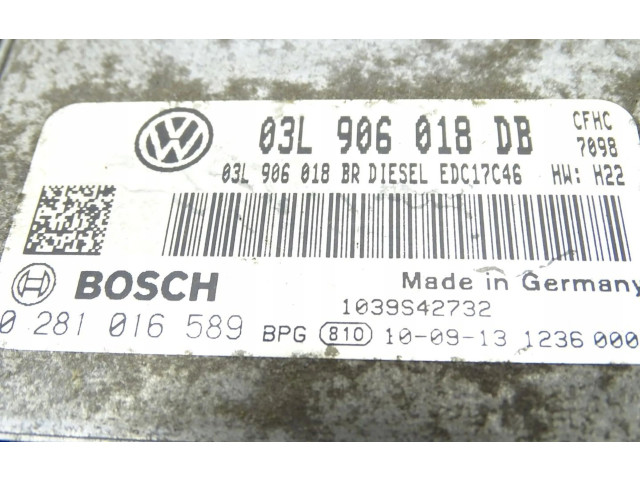 03L 906 018 DB CFHC
7098
03L 906 018 BR DIESEL EDC17C46 HW: H22
BOSCH Made in Germany
1039S42732
0 281 016 589 BPG 810 10-09-13 1236 000